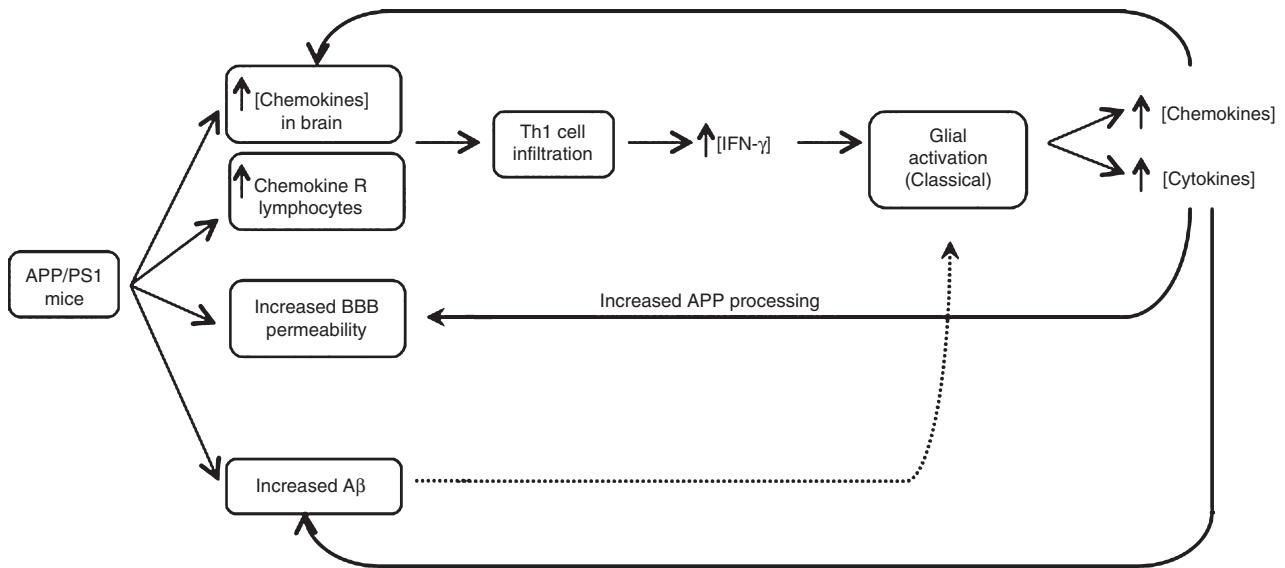 APP/PS1
mice
[Chemokines]
in brain
Chemokine R
lymphocytes
Increased BBB
permeability
Increased Aβ
Th1 cell
infiltration
[IFN-γ]
Glial
activation
(Classical)
[Chemokines]
[Cytokines]
Increased APP processing